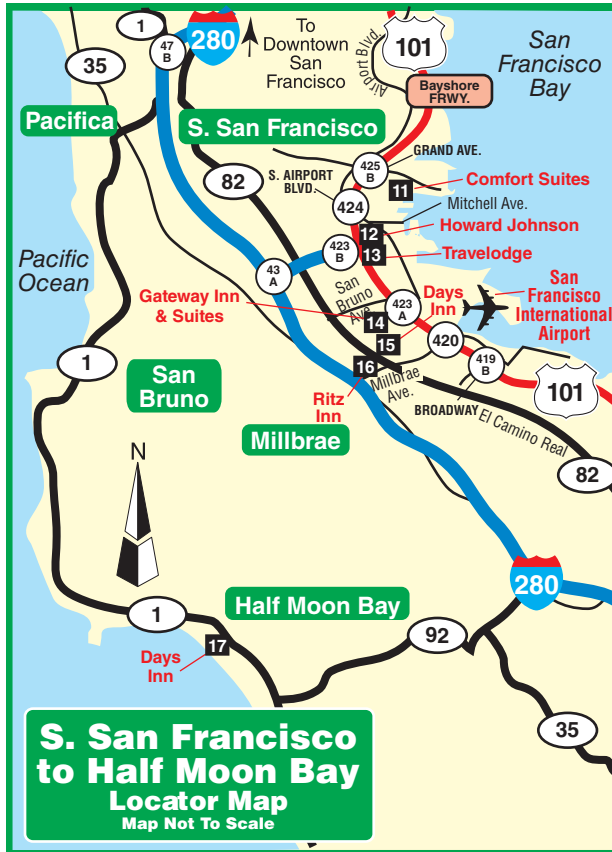 1
47
B
280
To
Downtown
San
Francisco
Airport Blvd.
101
San
Francisco
Bay
35
Bayshore
FRWY.
Pacifica
S. San Francisco
GRAND AVE.
425
B
82
S. AIRPORT
BLVD.
11
Comfort Suites
424
Mitchell Ave.
12
Howard Johnson
423
B
13
Travelodge
Pacific
Ocean
43
A
San
Bruno
Ave.
Gateway Inn
& Suites
423
A
Days
Inn
San
Francisco
International
Airport
14
15
420
1
16
419
B
San
Bruno
Ritz
Inn
Millbrae
Ave.
101
BROADWAY
El Camino Real
Millbrae
N
82
280
Half Moon Bay
1
92
17
Days
Inn
35
S. San Francisco
to Half Moon Bay
Locator Map
Map Not To Scale